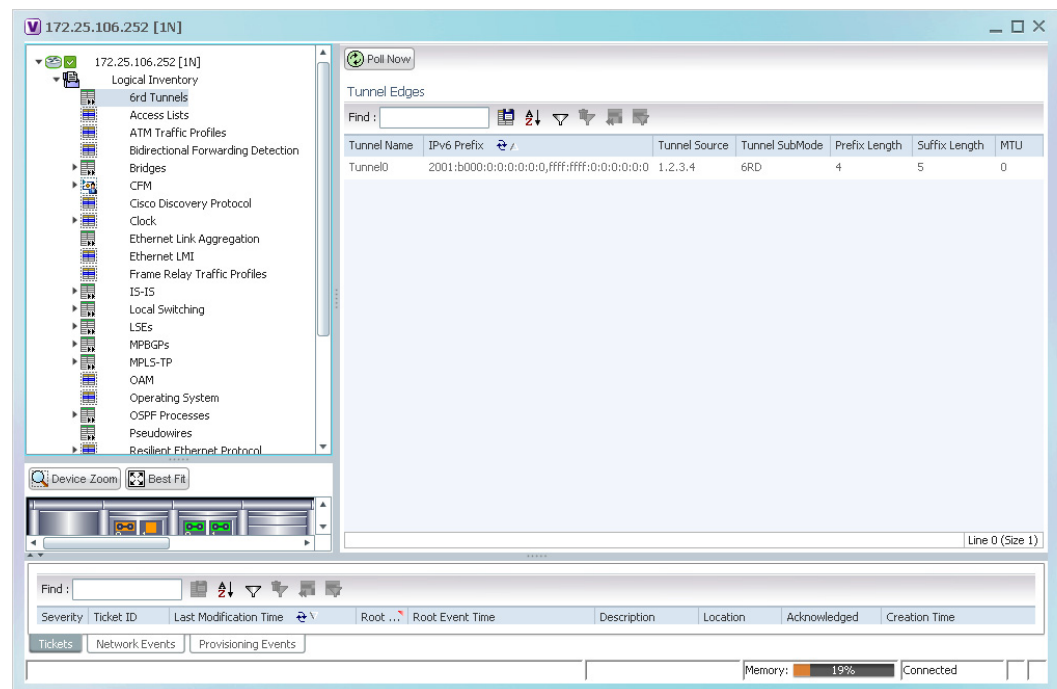 172.25.106.252 [1N]
172.25.106.252 [1N]
Logical Inventory
6rd Tunnels
Access Lists
ATM Traffic Profiles
Bidirectional Forwarding Detection
Bridges
CFM
Cisco Discovery Protocol
Clock
Ethernet Link Aggregation
Ethernet LMI
Frame Relay Traffic Profiles
IS-IS
Local Switching
LSEs
MPBGPs
MPLS-TP
OAM
Operating System
OSPF Processes
Pseudowires
Resilient Ethernet Protocol
Device Zoom Best Fit
Poll Now
Tunnel Edges
Find :
Tunnel Name IPv6 Prefix Tunnel Source Tunnel SubMode Prefix Length Suffix Length MTU
Tunnel0 2001:b000:0:0:0:0:0:0,ffff:ffff:0:0:0:0:0:0 1.2.3.4 6RD 4 5 0
Line 0 (Size 1)
Find :
Severity Ticket ID Last Modification Time Root ... Root Event Time Description Location Acknowledged Creation Time
Tickets Network Events Provisioning Events
Memory: 19% Connected